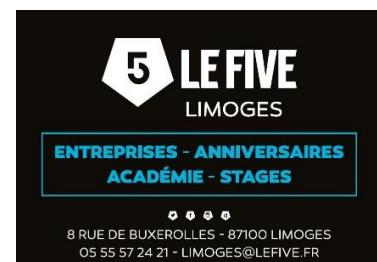 5 LE FIVE
LIMOGES
ENTREPRISES - ANNIVERSAIRES
ACADÉMIE - STAGES
8 RUE DE BUXEROLLES - 87100 LIMOGES
05 55 57 24 21 - LIMOGES@LEFIVE.FR